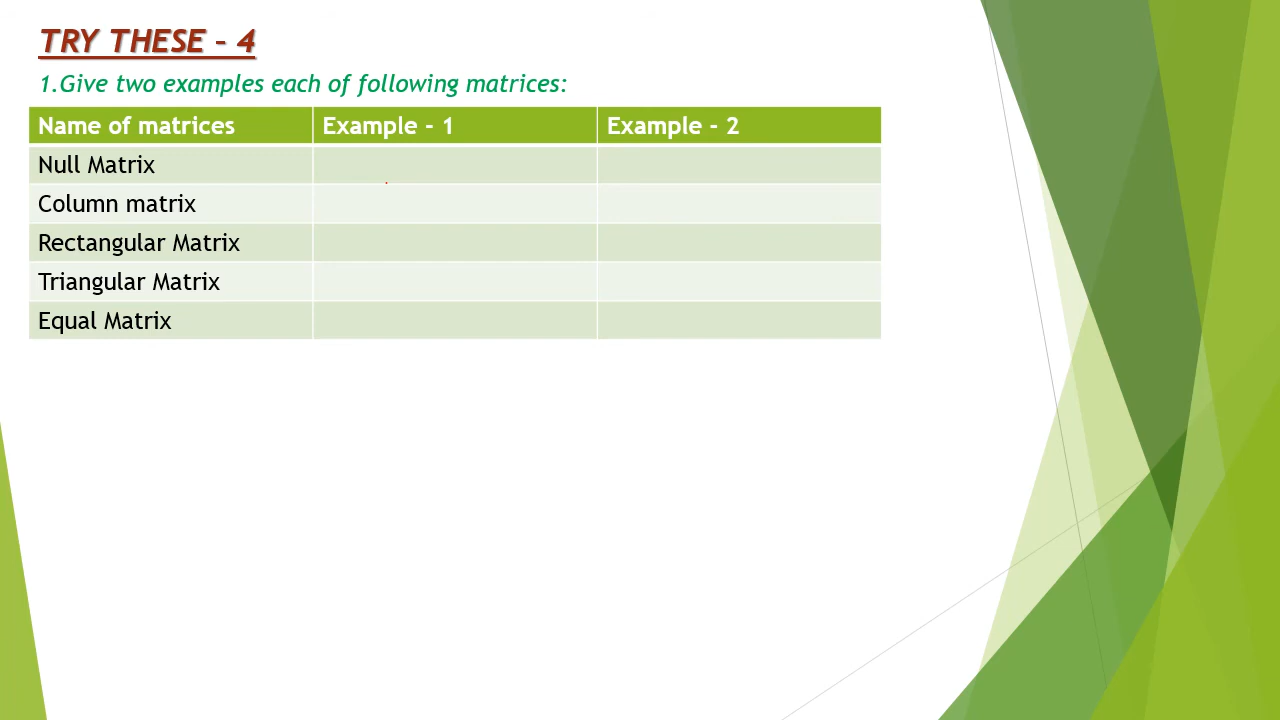 TRY THESE – 4
1.Give two examples each of following matrices:
Name of matrices Example - 1 Example - 2
Null Matrix
Column matrix
Rectangular Matrix
Triangular Matrix
Equal Matrix